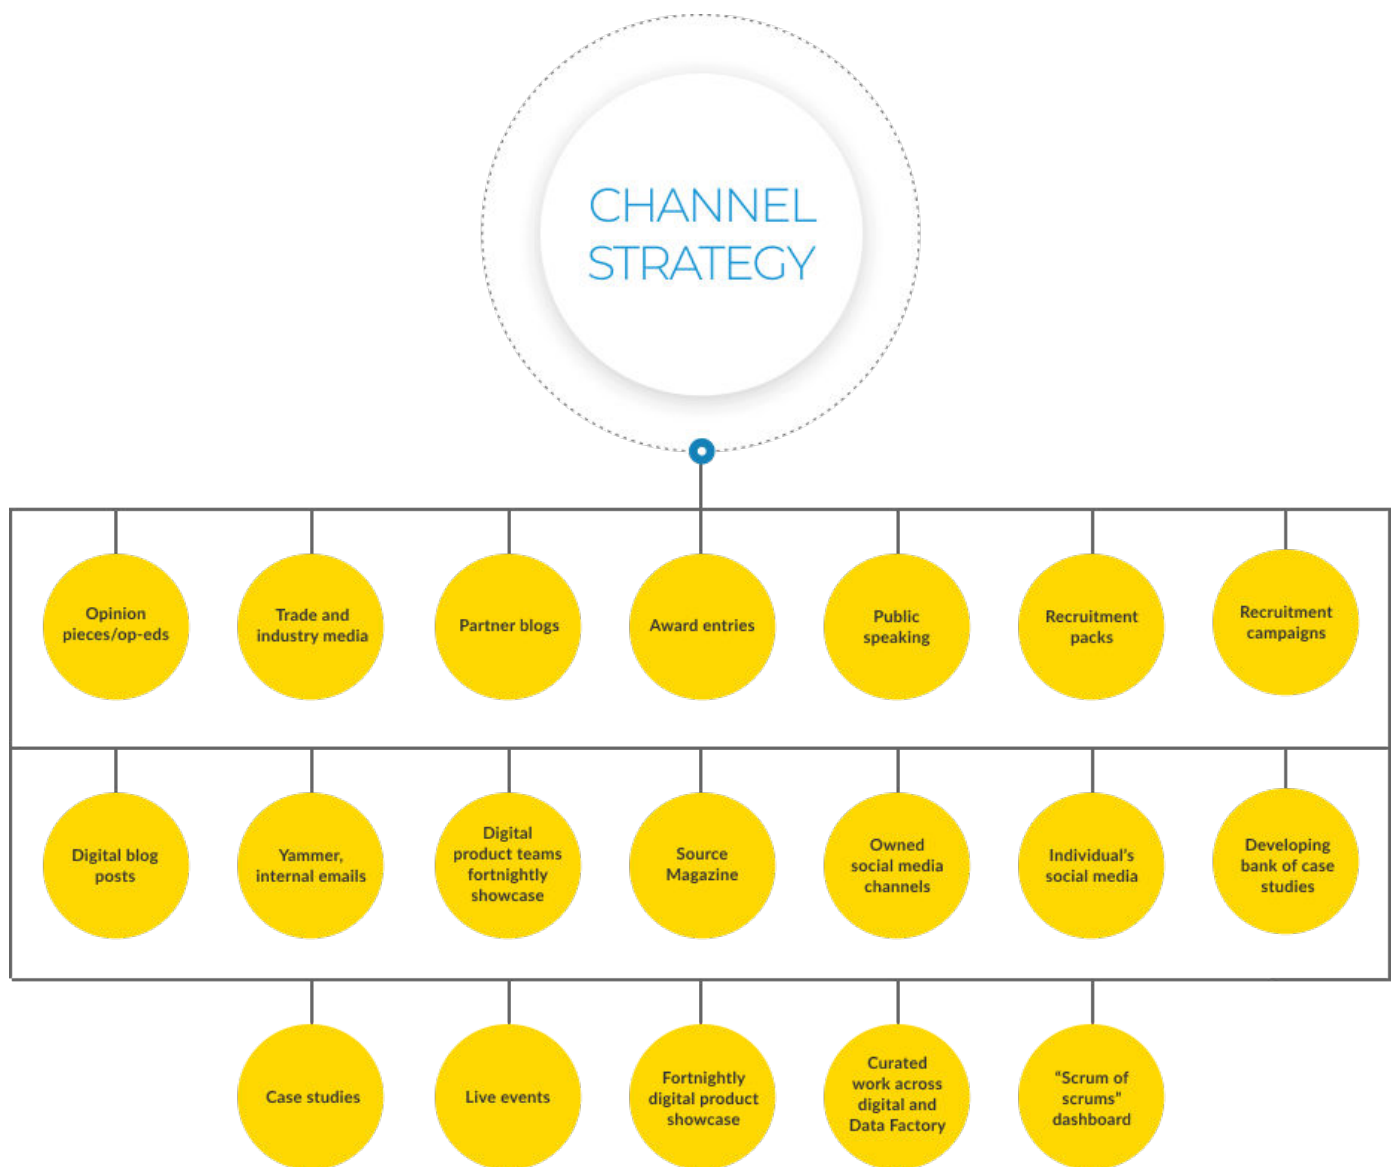 CHANNEL
STRATEGY
Opinion
pieces/op-eds
Trade and
industry media
Partner blogs
Award entries
Public
speaking
Recruitment
packs
Recruitment
campaigns
Digital blog
posts
Yammer,
internal emails
Digital
product teams
fortnightly
showcase
Source
Magazine
Owned
social media
channels
Individual's
social media
Developing
bank of case
studies
Case studies
Live events
Fortnightly
digital product
showcase
Curated
work across
digital and
Data Factory
“Scrum of
scrums”
dashboard